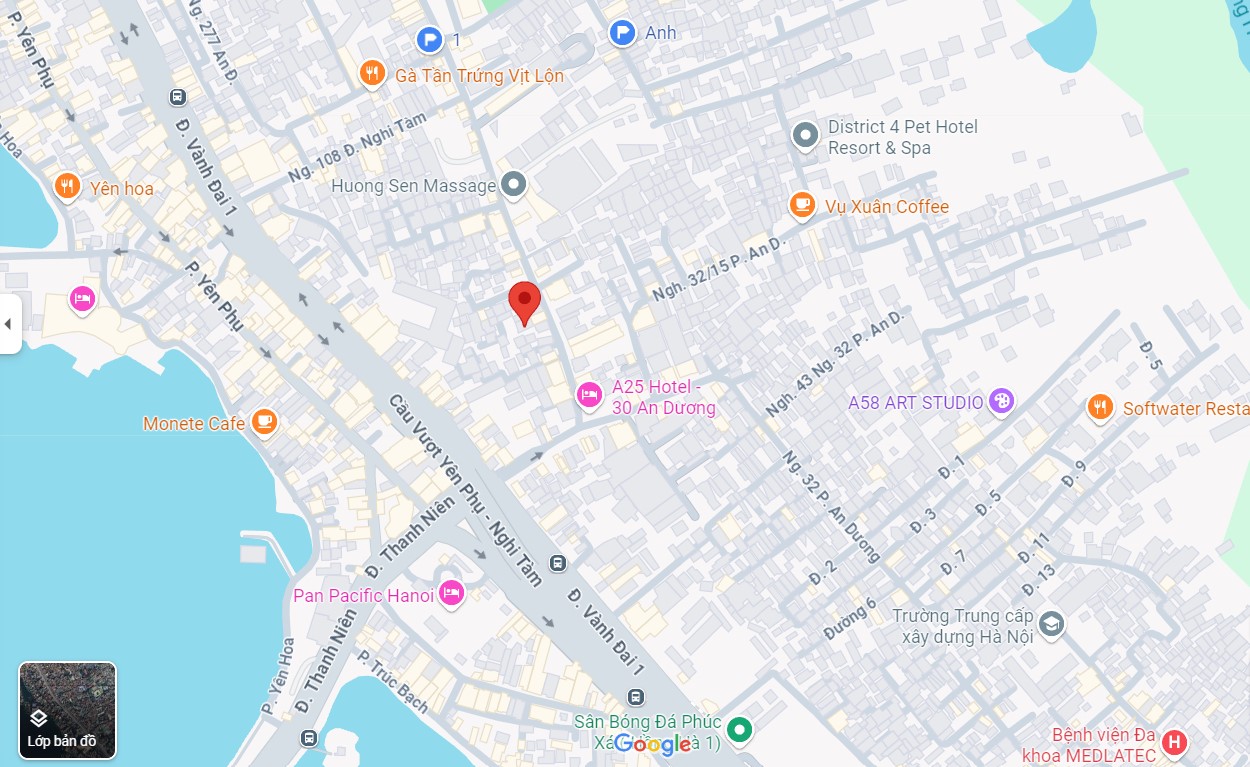 P. Yên Phụ
Ng. 277 An D.
1
Anh
Gà Tần Trứng Vịt Lộn
Đ. Vành Đai 1
Ng. 108 Đ. Nghi Tàm
District 4 Pet Hotel
Resort & Spa
Hoa
Yên hoa
Huong Sen Massage
Vụ Xuân Coffee
Ngh. 32/15 P. An D.
P. Yên Phụ
Ngh. 43 Ng. 32 P. An D.
Đ. 5
A25 Hotel -
30 An Dương
A58 ART STUDIO
Softwater Resta
Monete Cafe
Cầu Vượt Yên Phụ - Nghi Tàm
Ng. 32 P. An Dương
Đ. 1
Đ. 9
Đ. 5
Đ. 3
Đ. Thanh Niên
Đ. 11
Đ. 7
Đ. 2
Đ. 13
Pan Pacific Hanoi
Đ. Vành Đai 1
Đường 6
Trường Trung cấp
xây dựng Hà Nội
P. Yên Hoa
Đ. Thanh Niên
P. Trúc Bạch
Sân Bóng Đá Phúc
Google
Lớp bản đồ
Bệnh viện Đa
khoa MEDLATEC
H